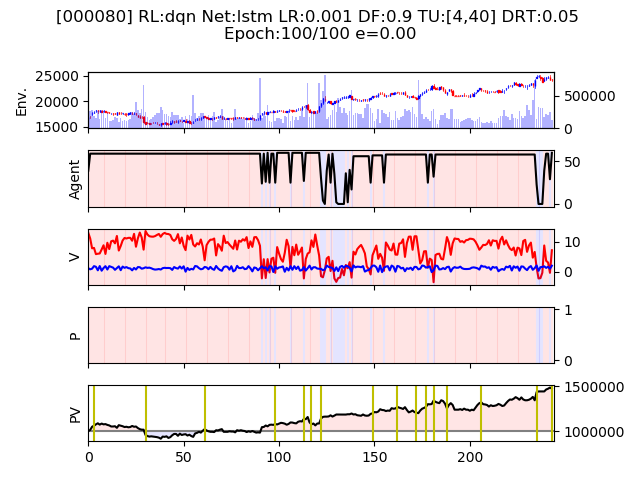 [000080] RL:dqn Net:lstm LR:0.001 DF:0.9 TU:[4,40] DRT:0.05
Epoch:100/100 e=0.00
Env.
25000
20000
15000
500000
0
Agent
50
0
V
10
0
P
1
0
PV
1500000
1000000
0 50 100 150 200